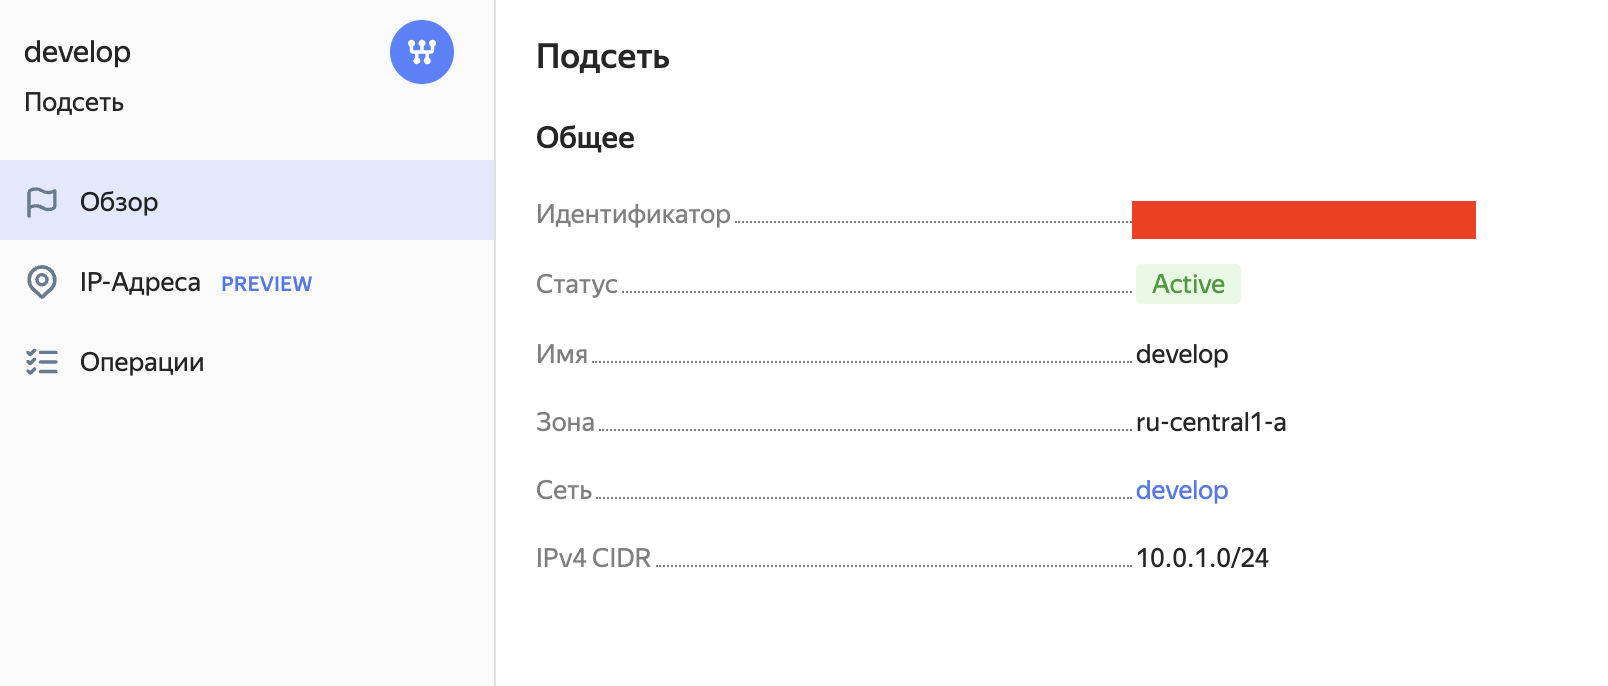 develop
Подсеть
Обзор
IP-Адреса PREVIEW
Операции
Подсеть
Общее
Идентификатор
Статус Active
Имя develop
Зона ru-central1-a
Сеть develop
IPv4 CIDR 10.0.1.0/24